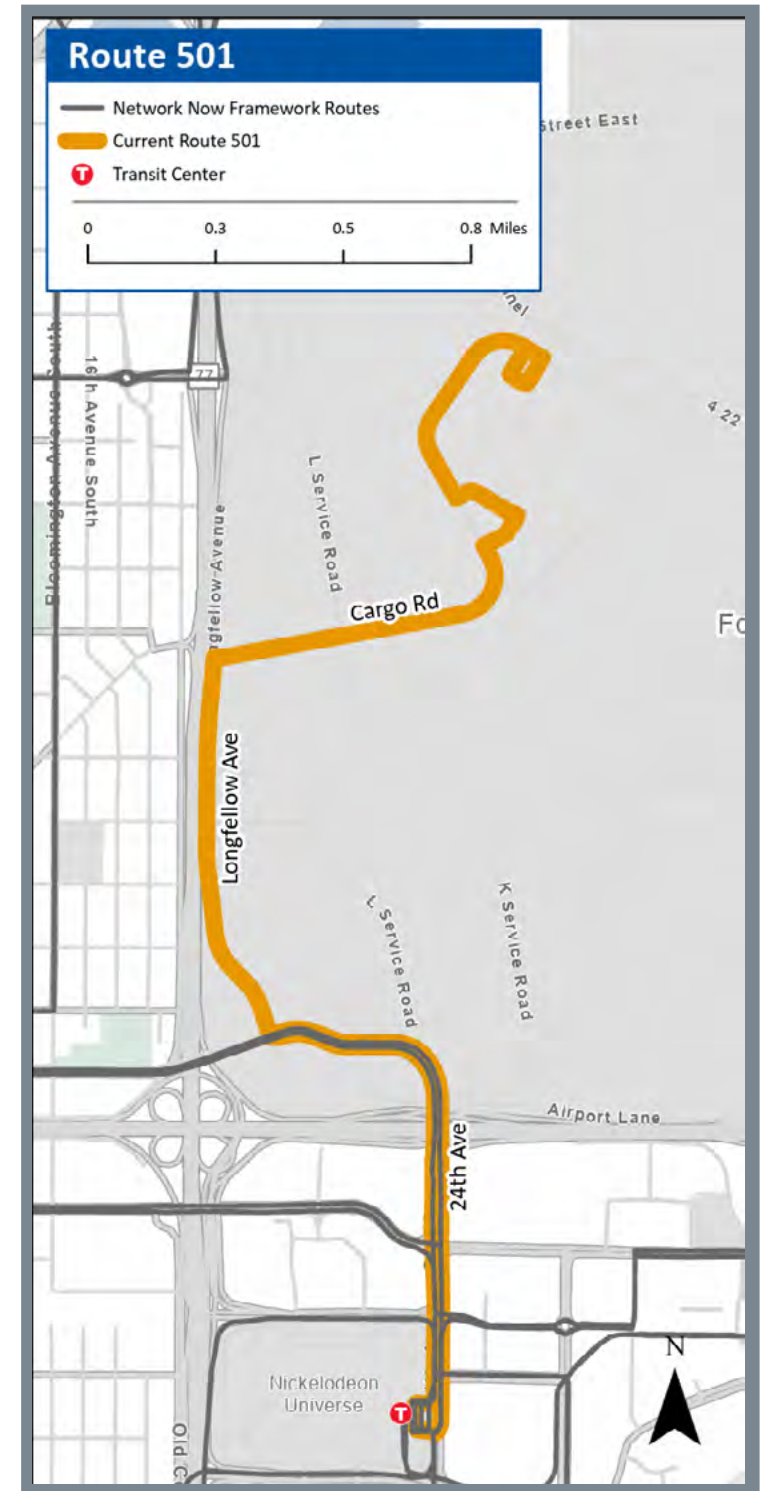 Route 501
Network Now Framework Routes
Current Route 501
T
Transit Center
0 0.3 0.5 0.8 Miles
Street East
77
Bloomington Avenue South
16th Avenue South
4 22
L Service Road
Cargo Rd
Longfellow Ave
L Service Road
K Service Road
Airport Lane
24th Ave
Nickelodeon
Universe
T
N